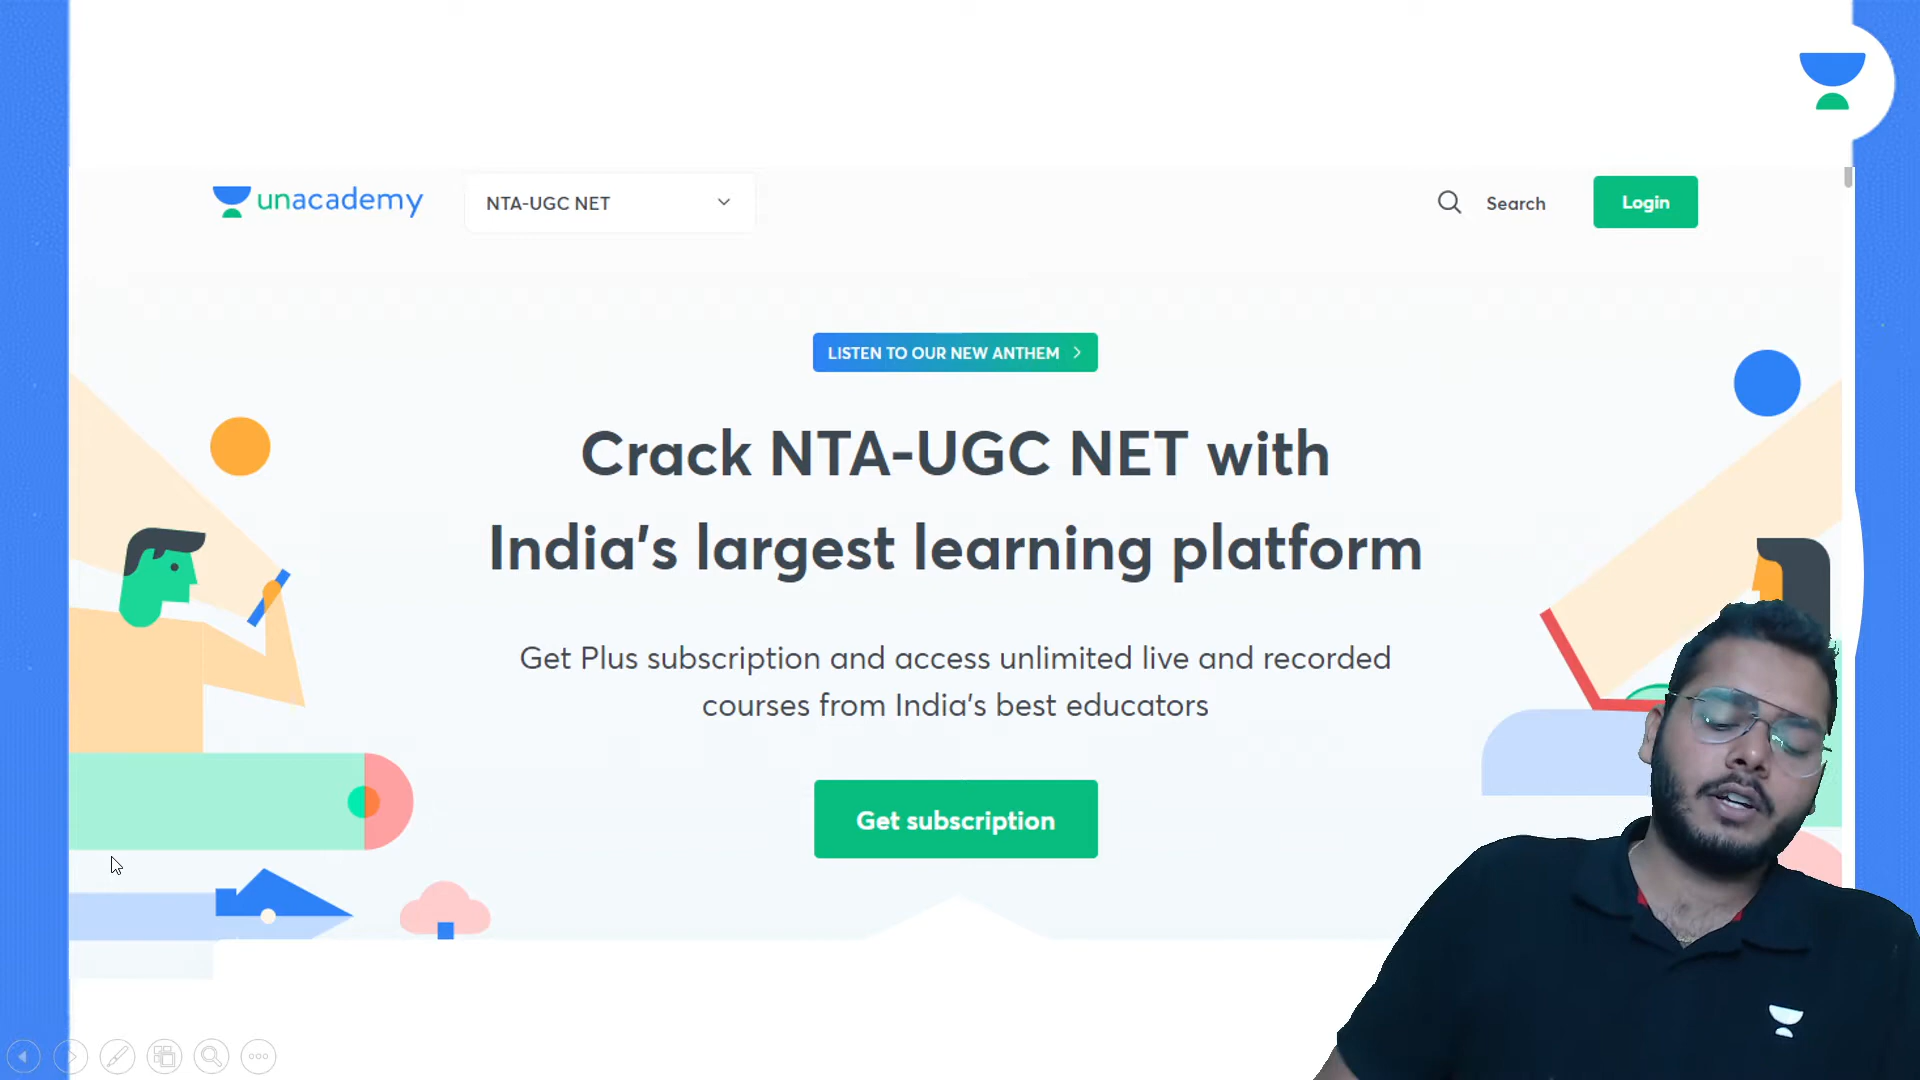 unacademy
NTA-UGC NET
Search
Login
LISTEN TO OUR NEW ANTHEM
Crack NTA-UGC NET with
India's largest learning platform
Get Plus subscription and access unlimited live and recorded
courses from India's best educators
Get subscription